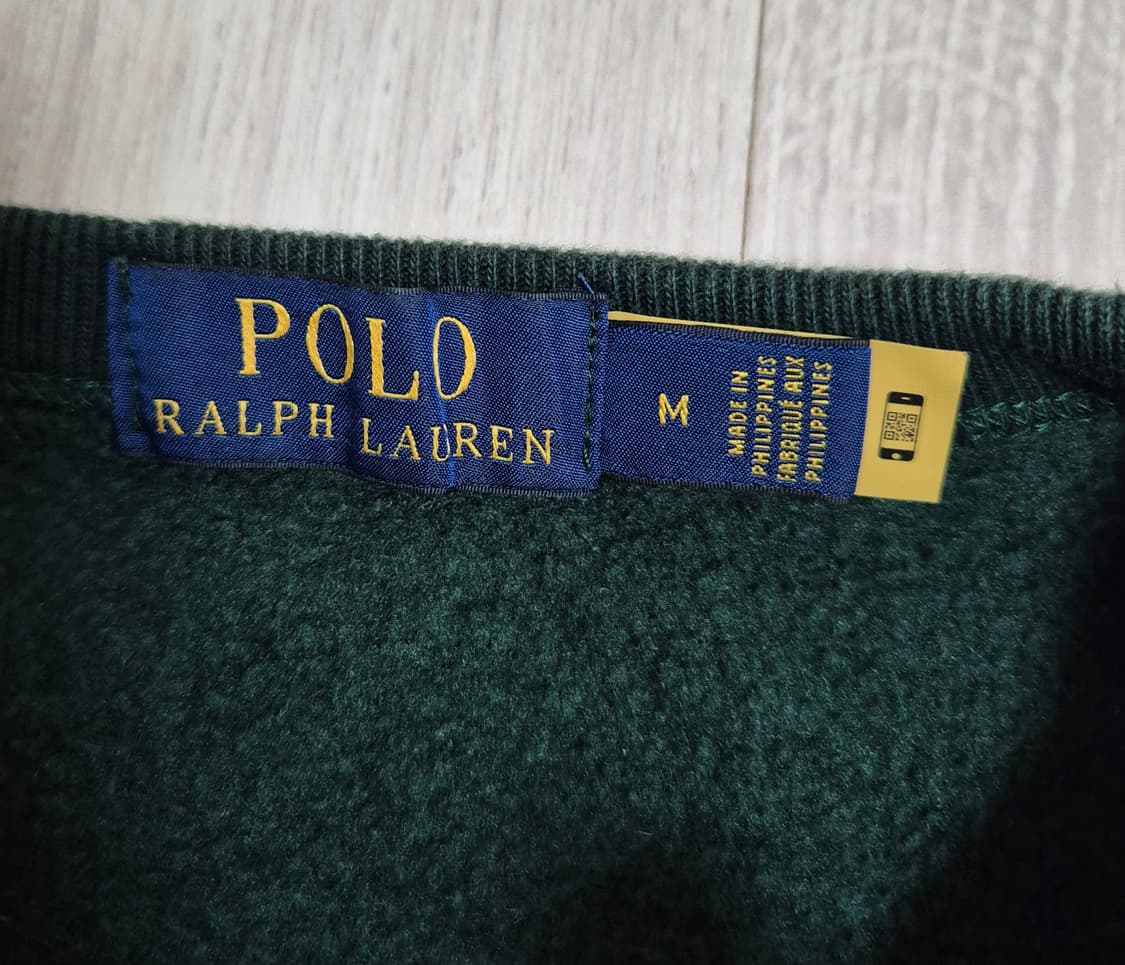 POLO
RALPH LAUREN
M
MADE IN
PHILIPPINES
FABRIQUÉ AUX
PHILIPPINES